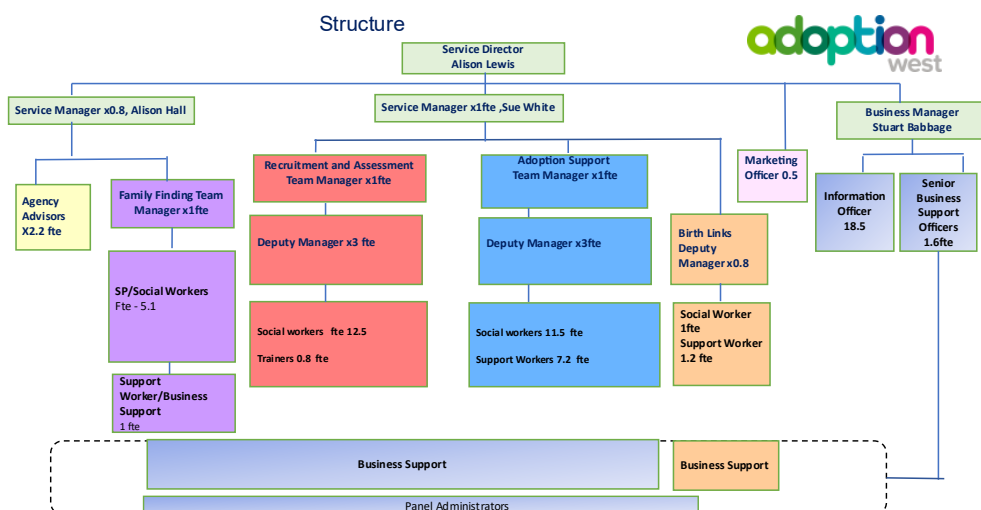 Structure
adoption
west
Service Director
Alison Lewis
Service Manager x0.8, Alison Hall
Service Manager x1fte ,Sue White
Business Manager
Stuart Babbage
Agency
Advisors
X2.2 fte
Family Finding Team
Manager x1fte
Recruitment and Assessment
Team Manager x1fte
Adoption Support
Team Manager x1fte
Marketing
Officer 0.5
Information
Officer
18.5
Senior
Business
Support
Officers
1.6fte
Deputy Manager x3 fte
Deputy Manager x3fte
Birth Links
Deputy
Manager x0.8
SP/Social Workers
Fte - 5.1
Social workers fte 12.5
Trainers 0.8 fte
Social workers 11.5 fte
Support Workers 7.2 fte
Social Worker
1fte
Support Worker
1.2 fte
Support
Worker/Business
Support
1 fte
Business Support
Business Support
Panel Administrators